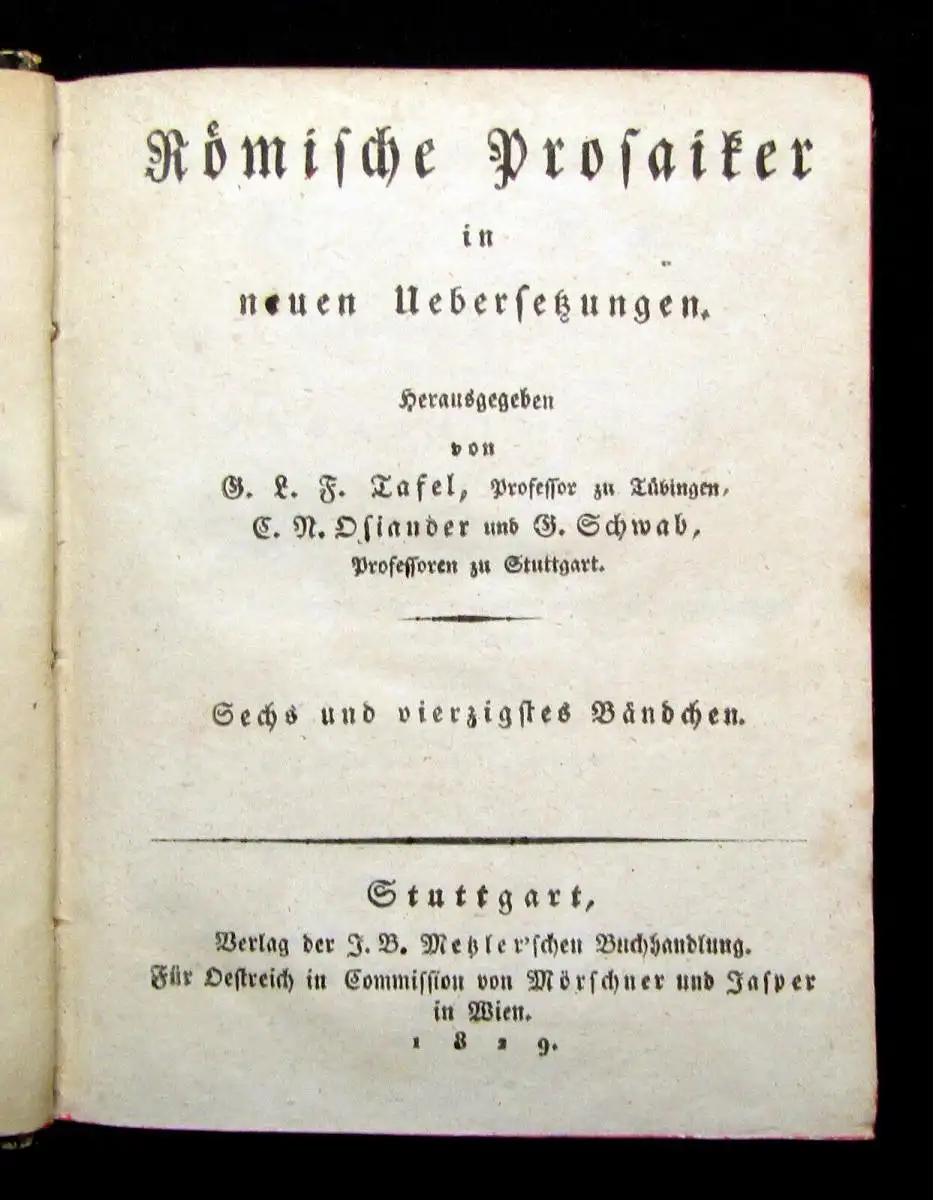 Römische Prosaiker
in
neuen Uebersetzungen.
Herausgegeben
von
G. L. F. Tafel, Professor zu Tübingen,
C. N. Osiander und G. Schwab,
Professoren zu Stuttgart.
Sechs und vierzigstes Bändchen.
Stuttgart,
Verlag der J. B. Metzler'schen Buchhandlung.
Für Oestreich in Commission von Mörschner und Jasper
in Wien.
1829.